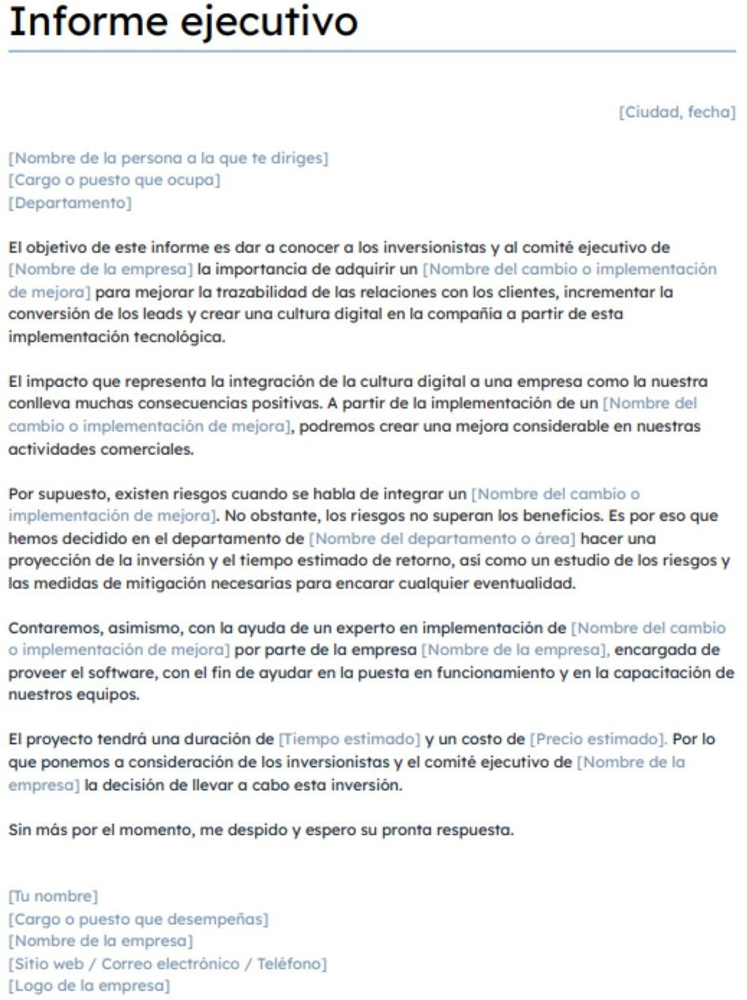 Informe ejecutivo
[Ciudad, fecha]
[Nombre de la persona a la que te diriges]
[Cargo o puesto que ocupa]
[Departamento]
El objetivo de este informe es dar a conocer a los inversionistas y al comité ejecutivo de
[Nombre de la empresa] la importancia de adquirir un [Nombre del cambio o implementación
de mejora] para mejorar la trazabilidad de las relaciones con los clientes, incrementar la
conversión de los leads y crear una cultura digital en la compañía a partir de esta
implementación tecnológica.
El impacto que representa la integración de la cultura digital a una empresa como la nuestra
conlleva muchas consecuencias positivas. A partir de la implementación de un [Nombre del
cambio o implementación de mejora], podremos crear una mejora considerable en nuestras
actividades comerciales.
Por supuesto, existen riesgos cuando se habla de integrar un [Nombre del cambio o
implementación de mejora]. No obstante, los riesgos no superan los beneficios. Es por eso que
hemos decidido en el departamento de [Nombre del departamento o área] hacer una
proyección de la inversión y el tiempo estimado de retorno, así como un estudio de los riesgos y
las medidas de mitigación necesarias para encarar cualquier eventualidad.
Contaremos, asimismo, con la ayuda de un experto en implementación de [Nombre del cambio
o implementación de mejora] por parte de la empresa [Nombre de la empresa], encargada de
proveer el software, con el fin de ayudar en la puesta en funcionamiento y en la capacitación de
nuestros equipos.
El proyecto tendrá una duración de [Tiempo estimado] y un costo de [Precio estimado]. Por lo
que ponemos a consideración de los inversionistas y el comité ejecutivo de [Nombre de la
empresa] la decisión de llevar a cabo esta inversión.
Sin más por el momento, me despido y espero su pronta respuesta.
[Tu nombre]
[Cargo o puesto que desempeñas]
[Nombre de la empresa]
[Sitio web / Correo electrónico / Teléfono]
[Logo de la empresa]